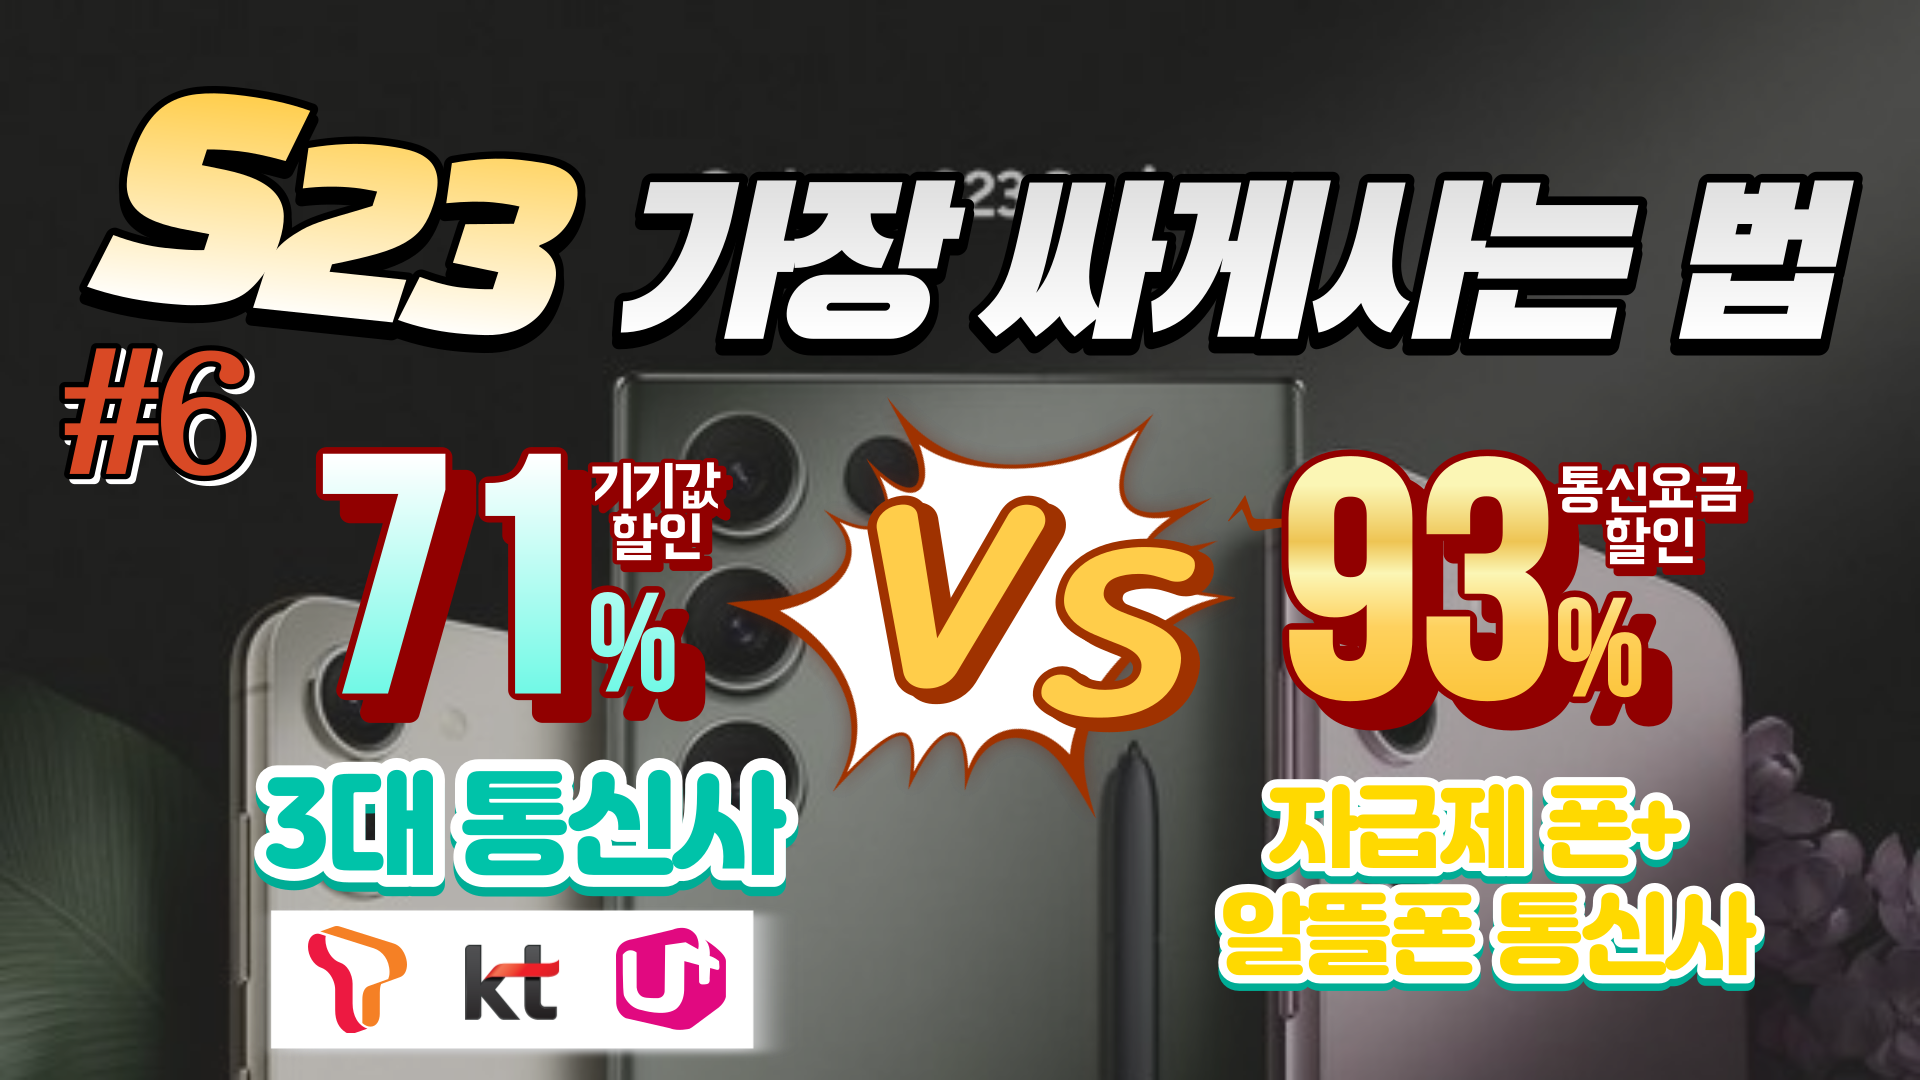 S23 가장 싸게사는 법
#6
71%
기기값
할인
VS
93%
통신요금
할인
3대 통신사
자급제 폰+
알뜰폰 통신사
T kt U+